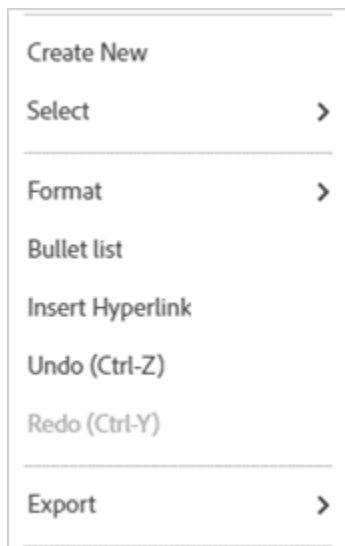 Create New
Select
Format
Bullet list
Insert Hyperlink
Undo (Ctrl-Z)
Redo (Ctrl-Y)
Export